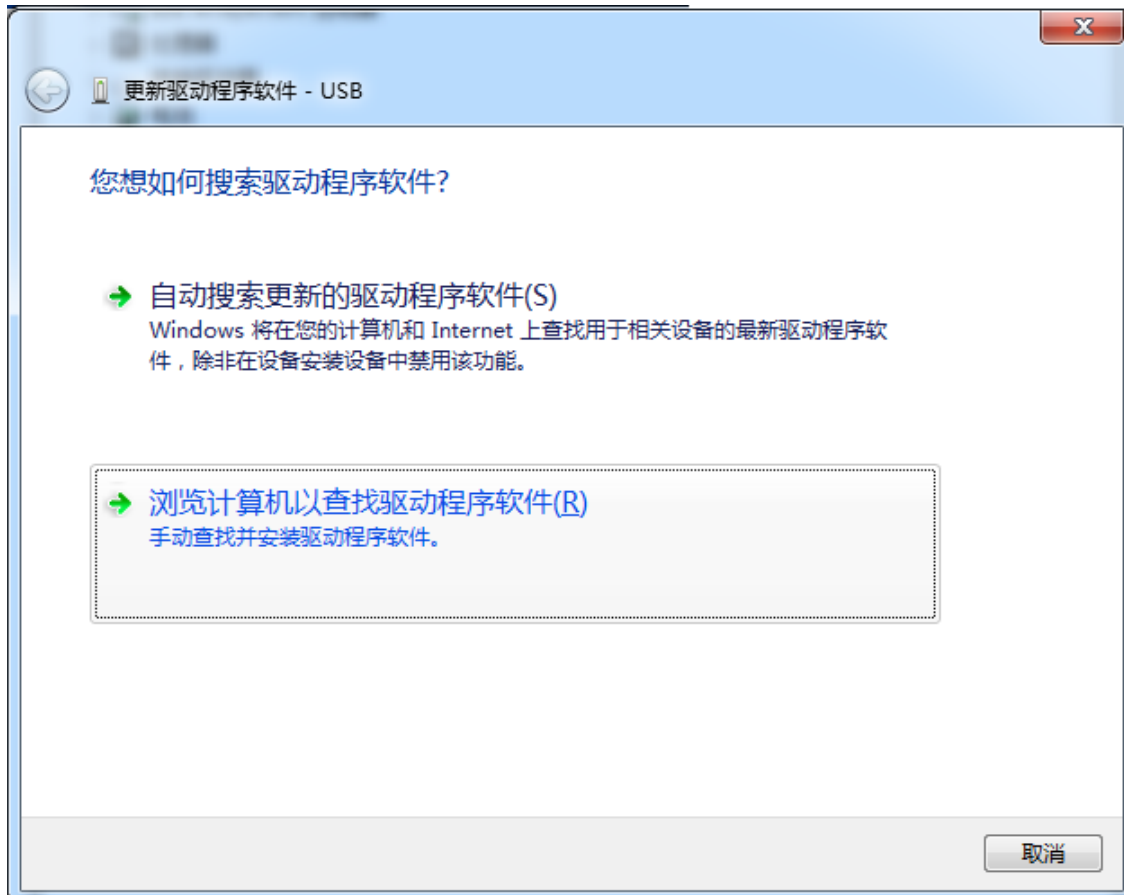 更新驱动程序软件 - USB
您想如何搜索驱动程序软件?
自动搜索更新的驱动程序软件(S)
Windows 将在您的计算机和 Internet 上查找用于相关设备的最新驱动程序软
件，除非在设备安装设备中禁用该功能。
浏览计算机以查找驱动程序软件(R)
手动查找并安装驱动程序软件。
取消